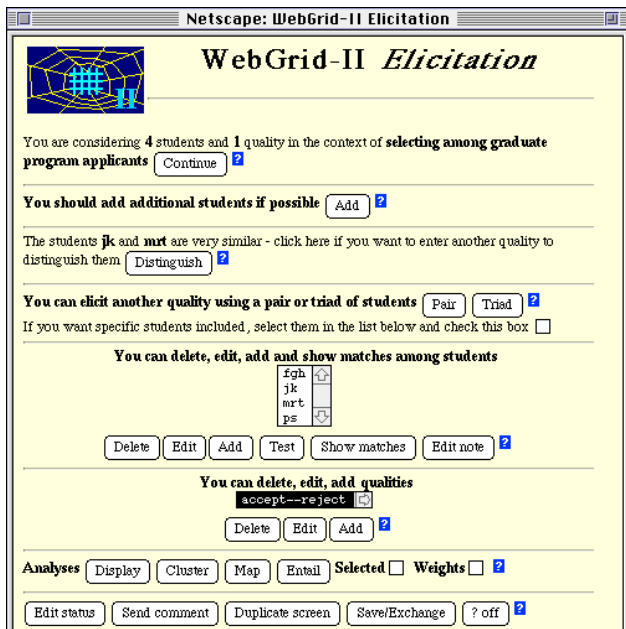 Netscape: WebGrid-II Elicitation
II
WebGrid-II Elicitation
You are considering 4 students and 1 quality in the context of selecting among graduate
program applicants Continue ?
You should add additional students if possible Add ?
The students jk and mrt are very similar - click here if you want to enter another quality to
distinguish them Distinguish ?
You can elicit another quality using a pair or triad of students Pair Triad ?
If you want specific students included, select them in the list below and check this box
You can delete, edit, add and show matches among students
fgh
jk
mrt
ps
Delete Edit Add Test Show matches Edit note ?
You can delete, edit, add qualities
accept--reject
Delete Edit Add ?
Analyses Display Cluster Map Entail Selected Weights ?
Edit status Send comment Duplicate screen Save/Exchange ? off ?